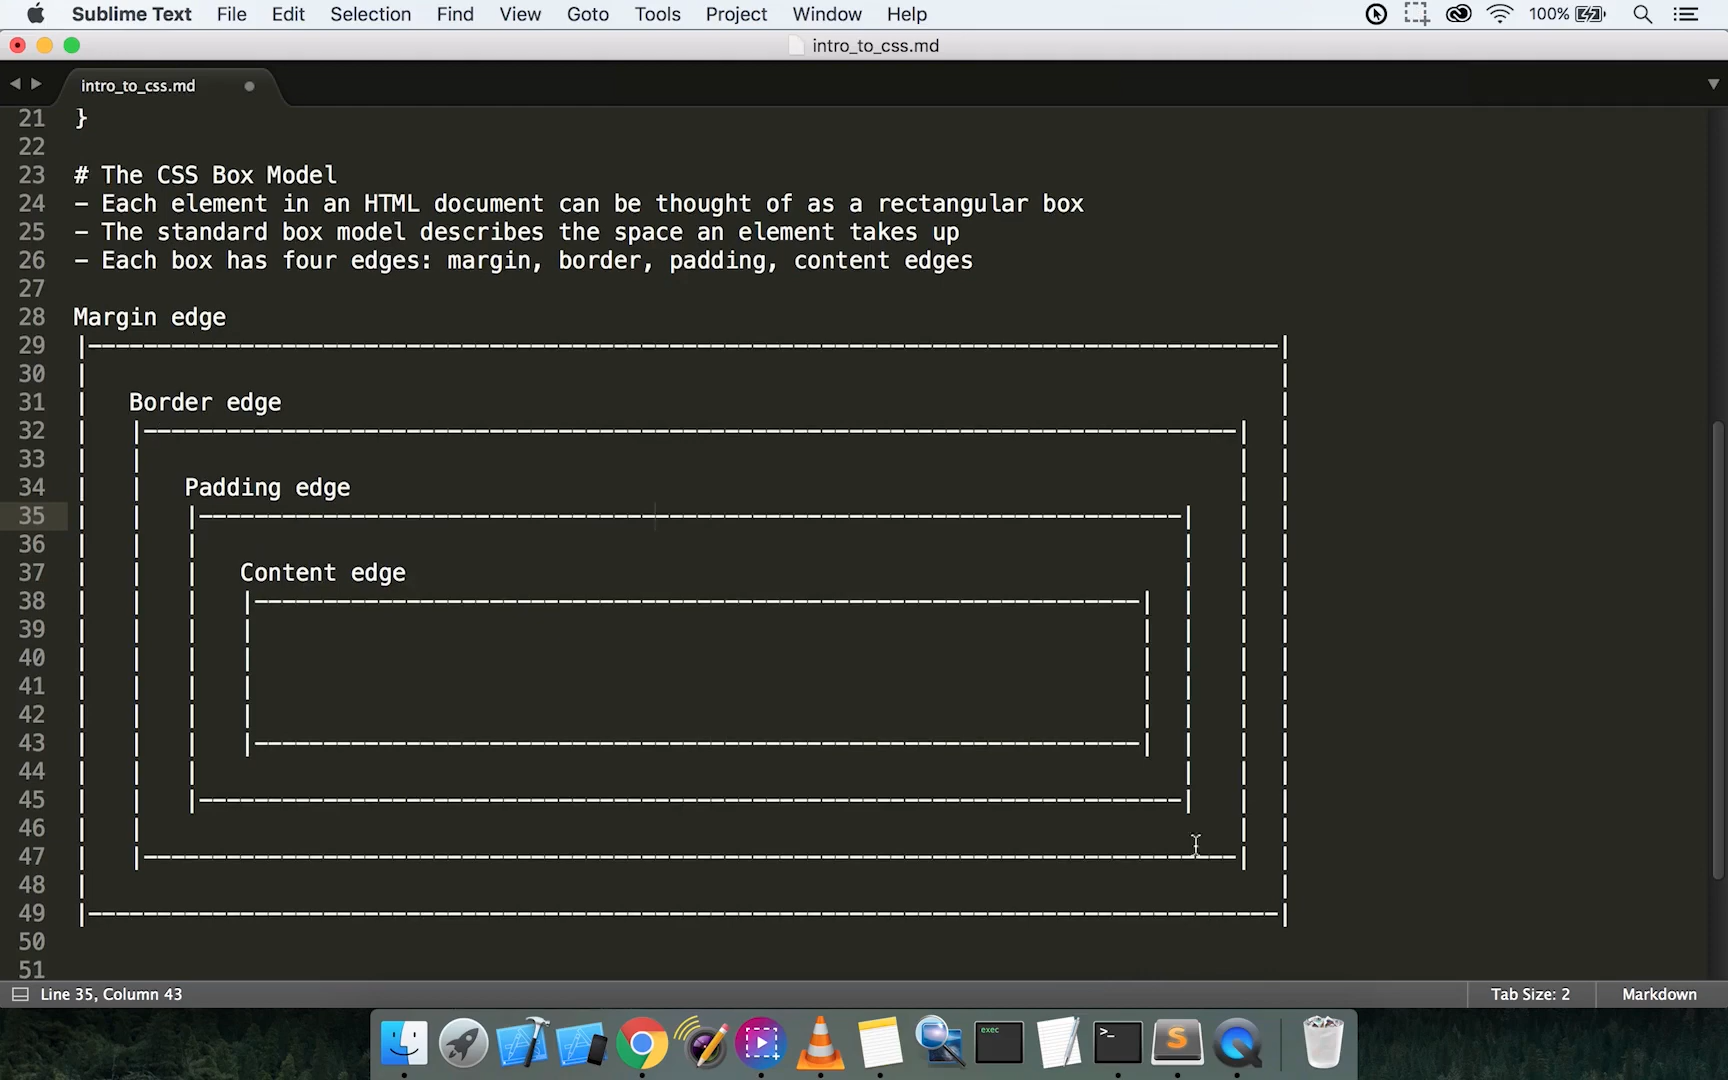 Sublime Text File Edit Selection Find View Goto Tools Project Window Help 100%
intro_to_css.md
intro_to_css.md
21 }
22
23 # The CSS Box Model
24 - Each element in an HTML document can be thought of as a rectangular box
25 - The standard box model describes the space an element takes up
26 - Each box has four edges: margin, border, padding, content edges
27
28 Margin edge
29
30
31 Border edge
32
33
34 Padding edge
35
36
37 Content edge
38
39
40
41
42
43
44
45
46
47
48
49
50
51
Line 35, Column 43 Tab Size: 2 Markdown
exec